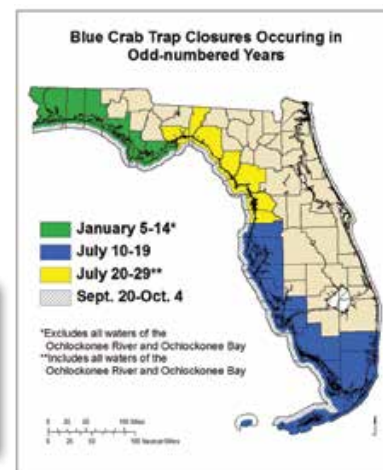 Blue Crab Trap Closures Occuring in
Odd-numbered Years
January 5-14*
July 10-19
July 20-29**
Sept. 20-Oct. 4
*Excludes all waters of the
Ochlockonee River and Ochlockonee Bay
**Includes all waters of the
Ochlockonee River and Ochlockonee Bay